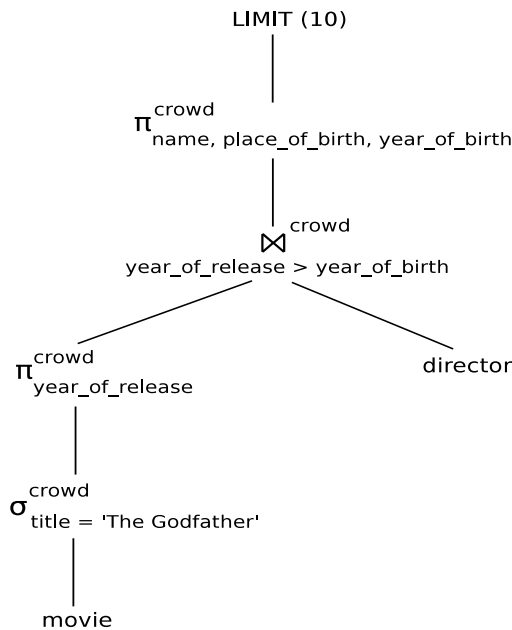 LIMIT (10)
π crowd
name, place_of_birth, year_of_birth
⋈ crowd
year_of_release > year_of_birth
π crowd
year_of_release
director
σ crowd
title = 'The Godfather'
movie